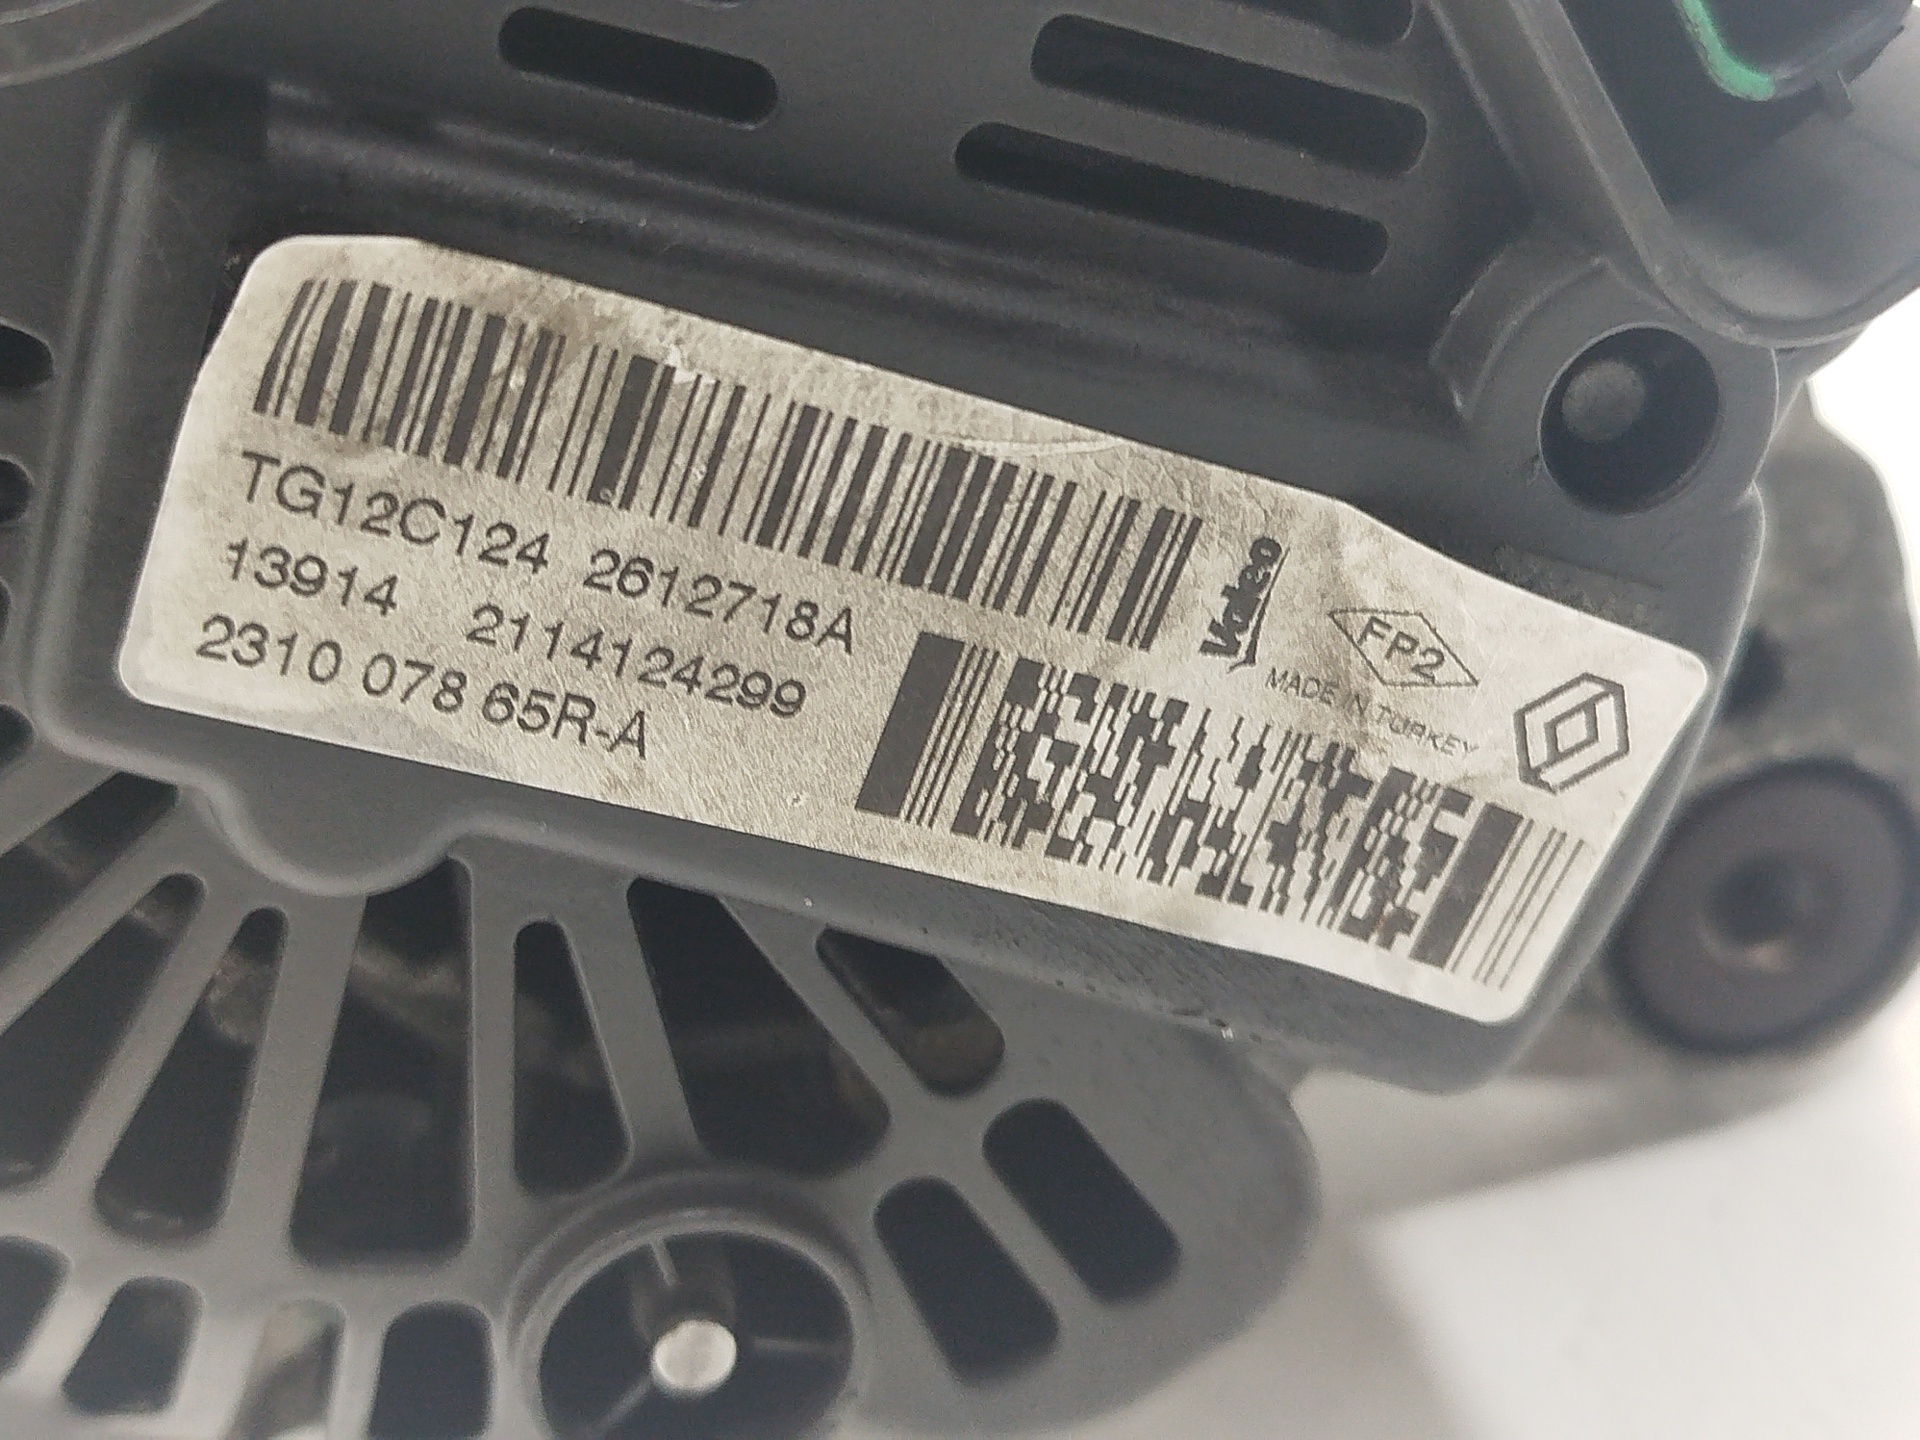 TG12C124 2612718A
13914 2114124299
2310 078 65R-A
Valeo
FP2
MADE IN TURKEY